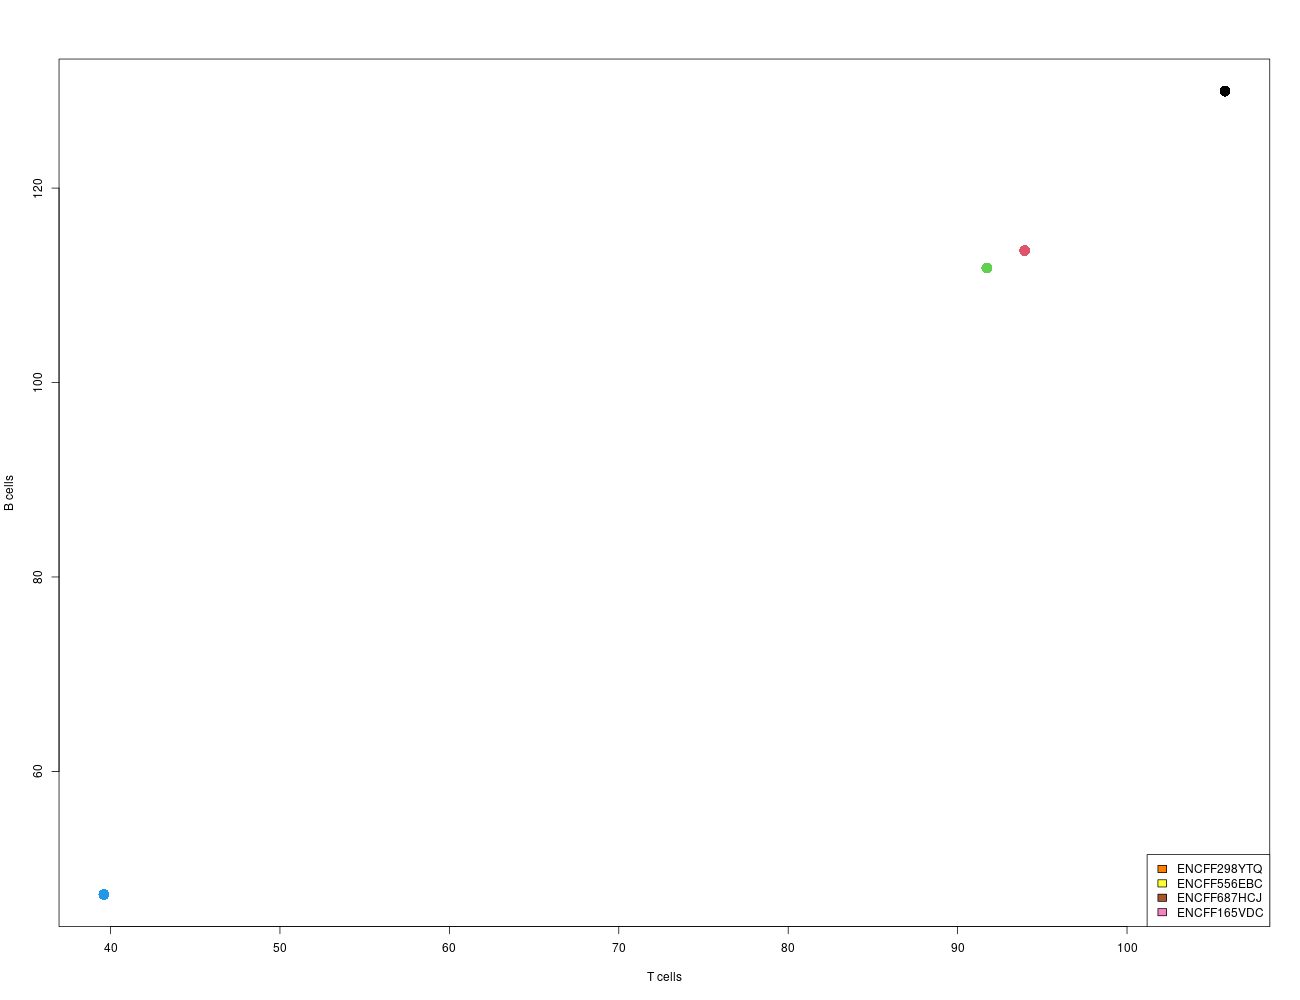 120
100
80
60
B cells
40
50
60
70
80
90
100
T cells
ENCFF298YTQ
ENCFF556EBC
ENCFF687HCJ
ENCFF165VDC